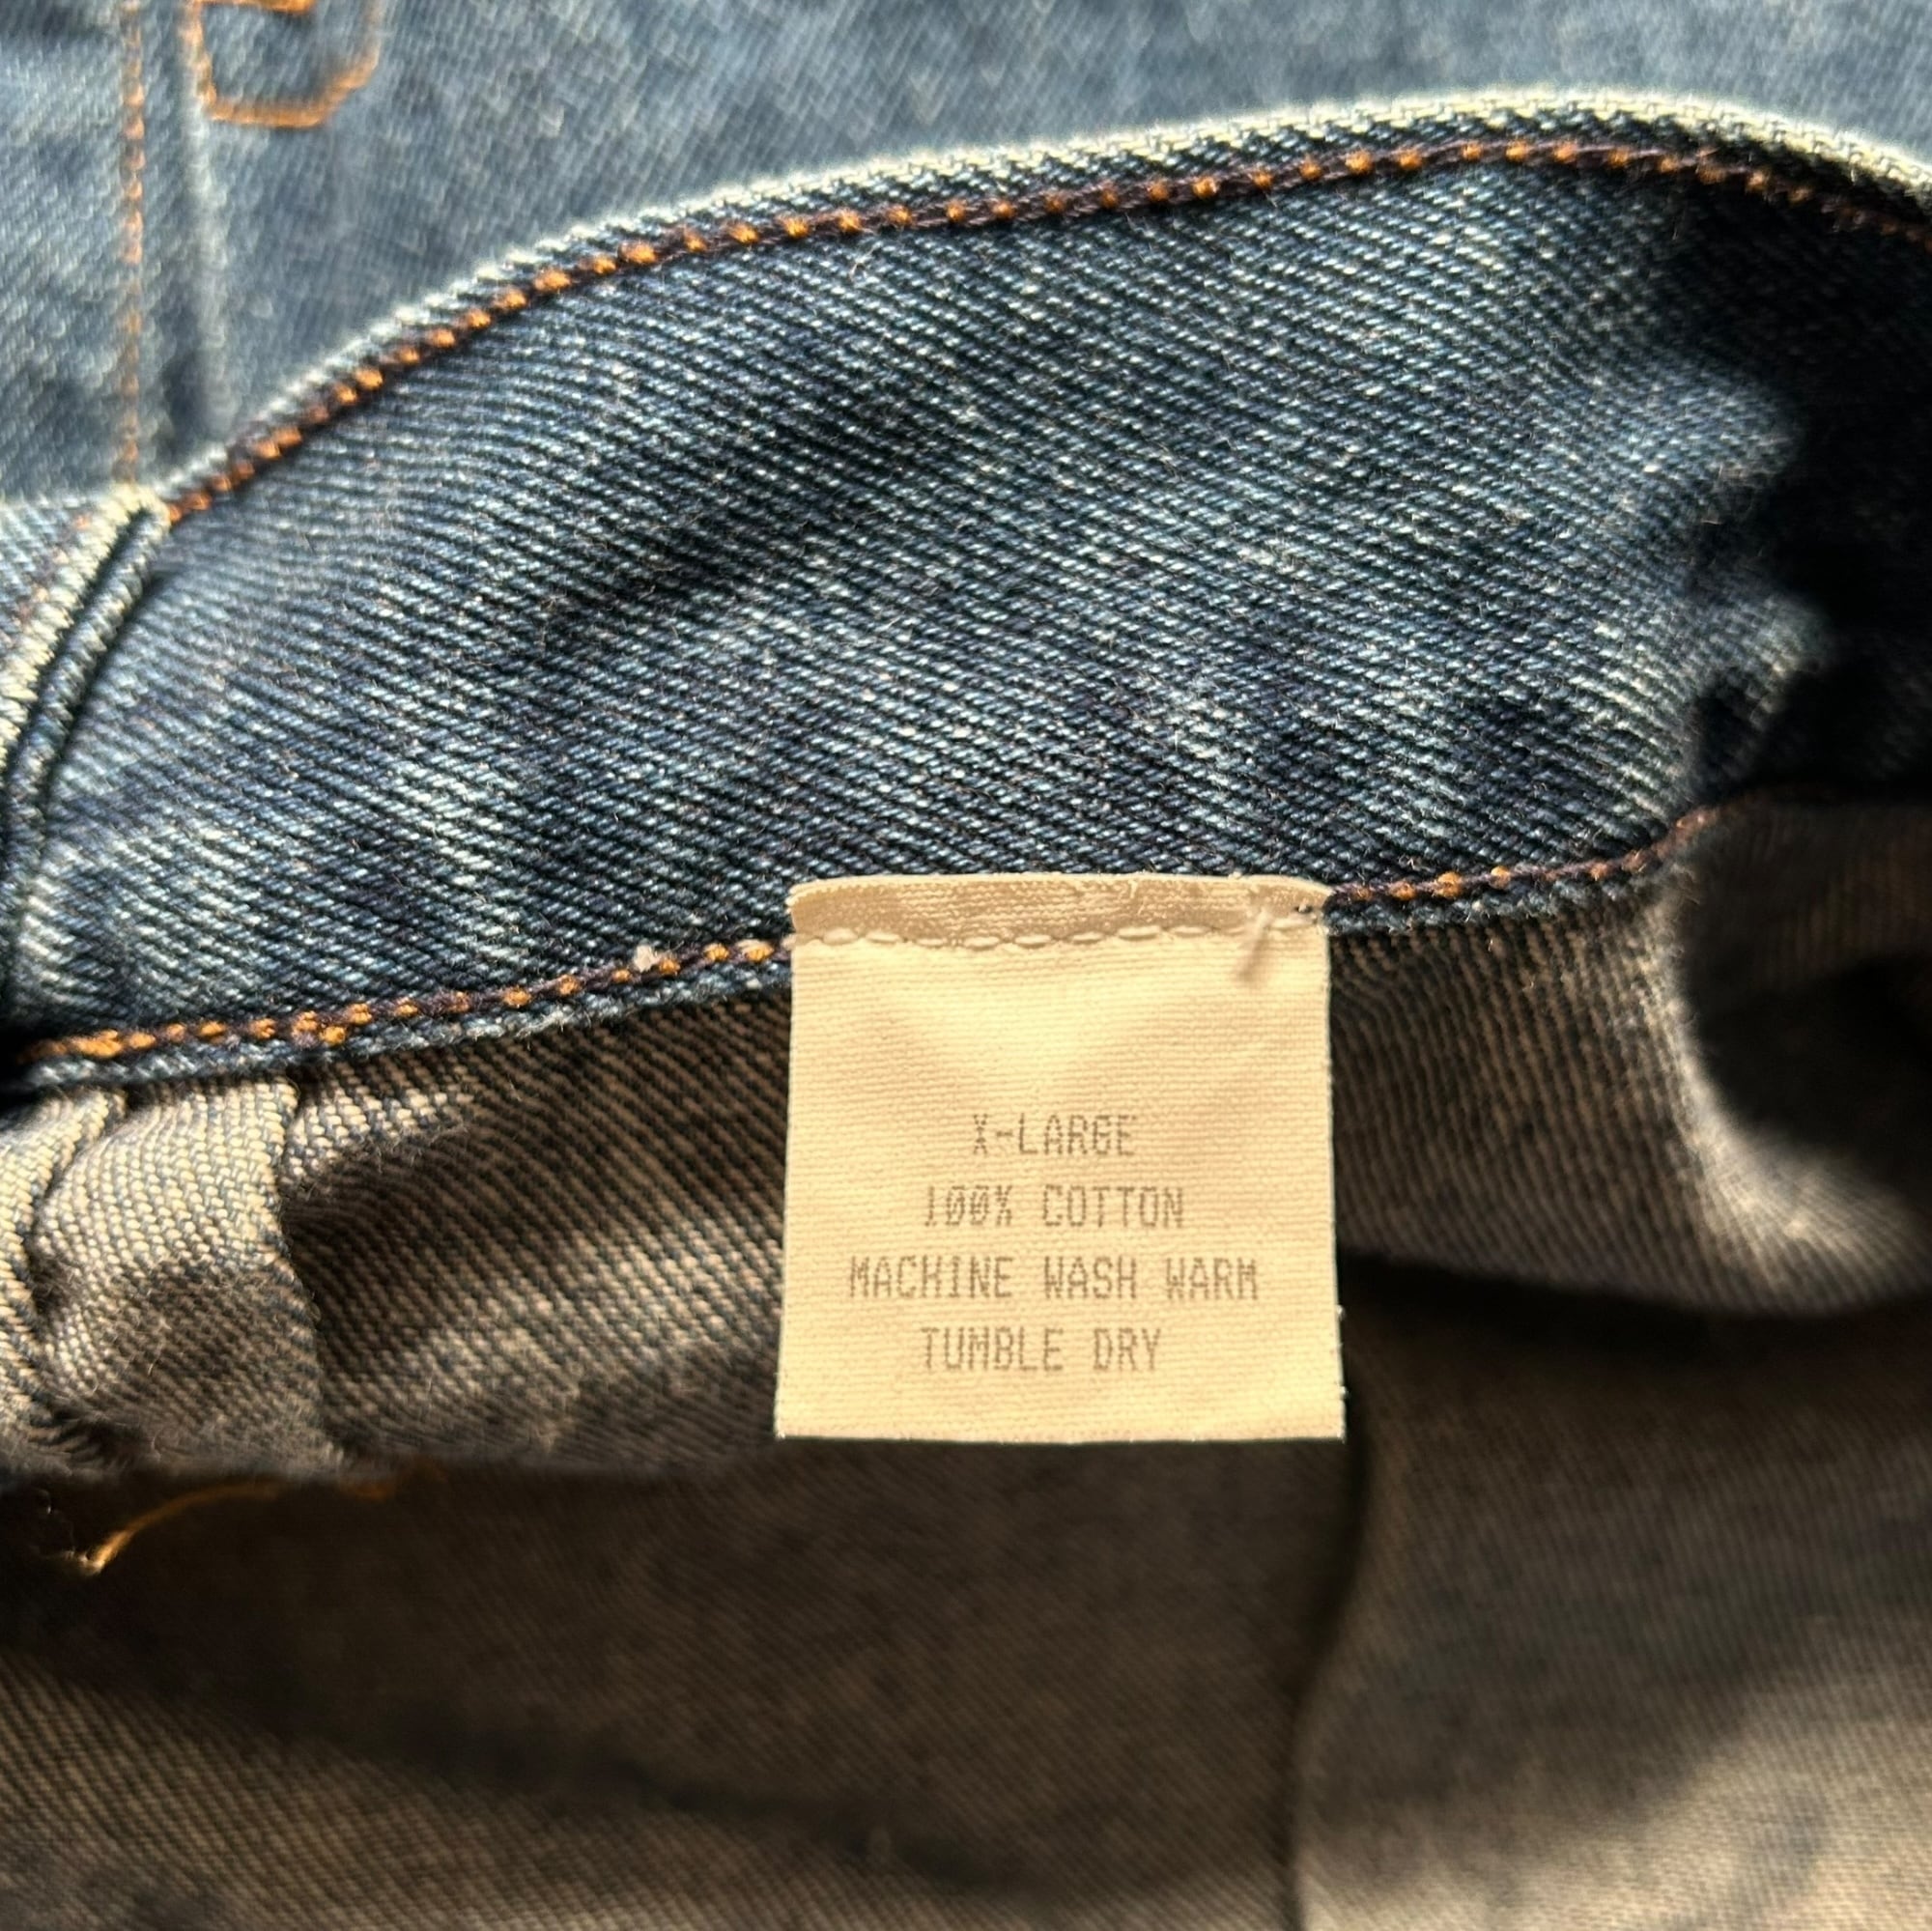 X-LARGE
100% COTTON
MACHINE WASH WARM
TUMBLE DRY